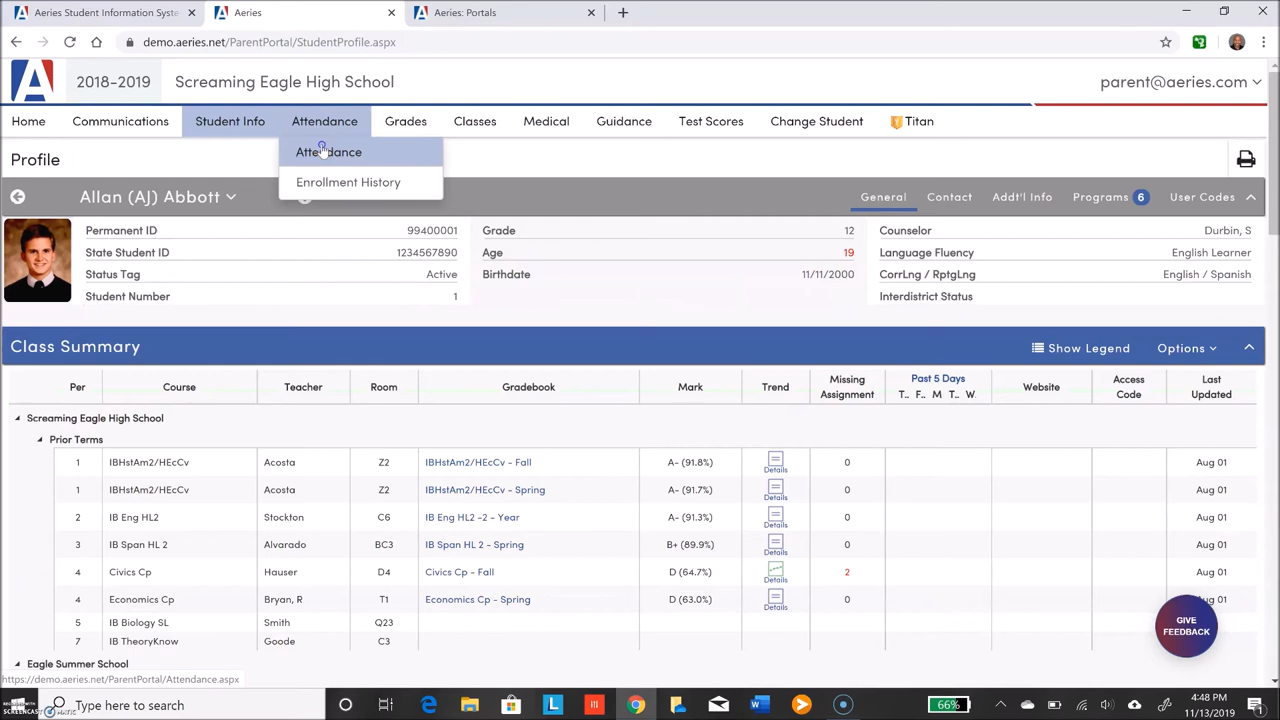 Aeries Student Information Syste
Aeries
Aeries: Portals
demo.aeries.net/ParentPortal/StudentProfile.aspx
2018-2019 Screaming Eagle High School parent@aeries.com
Home Communications Student Info Attendance Grades Classes Medical Guidance Test Scores Change Student Titan
Attendance
Enrollment History
Profile
Allan (AJ) Abbott General Contact Addt'l Info Programs 6 User Codes
Permanent ID 99400001 Grade 12 Counselor Durbin, S
State Student ID 1234567890 Age 19 Language Fluency English Learner
Status Tag Active Birthdate 11/11/2000 CorrLng / RptgLng English / Spanish
Student Number 1 Interdistrict Status
Class Summary Show Legend Options
Per Course Teacher Room Gradebook Mark Trend Missing Assignment Past 5 Days T.. F.. M T.. W. Website Access Code Last Updated
Screaming Eagle High School
Prior Terms
1 IBHstAm2/HEcCv Acosta Z2 IBHstAm2/HEcCv - Fall A- (91.8%) Details 0 Aug 01
1 IBHstAm2/HEcCv Acosta Z2 IBHstAm2/HEcCv - Spring A- (91.7%) Details 0 Aug 01
2 IB Eng HL2 Stockton C6 IB Eng HL2 -2 - Year A- (91.3%) Details 0 Aug 01
3 IB Span HL 2 Alvarado BC3 IB Span HL 2 - Spring B+ (89.9%) Details 0 Aug 01
4 Civics Cp Hauser D4 Civics Cp - Fall D (64.7%) Details 2 Aug 01
4 Economics Cp Bryan, R T1 Economics Cp - Spring D (63.0%) Details 0 ug 01
5 IB Biology SL Smith Q23
7 IB TheoryKnow Goode C3
Eagle Summer School
GIVE FEEDBACK
https://demo.aeries.net/ParentPortal/Attendance.aspx
Type here to search
66%
4:48 PM
11/13/2019